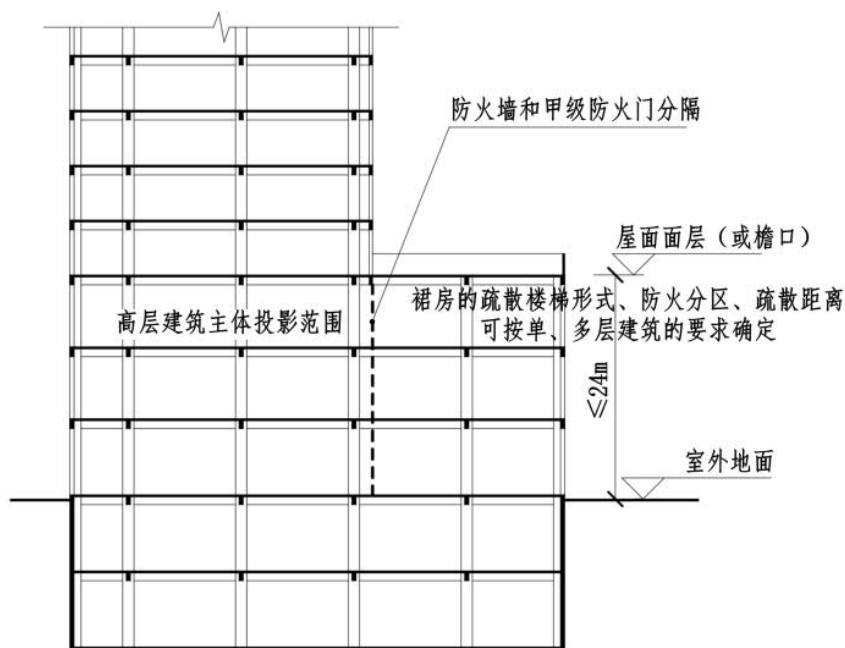 防火墙和甲级防火门分隔
屋面面层（或檐口）
裙房的疏散楼梯形式、防火分区、疏散距离
可按单、多层建筑的要求确定
高层建筑主体投影范围
≤24m
室外地面